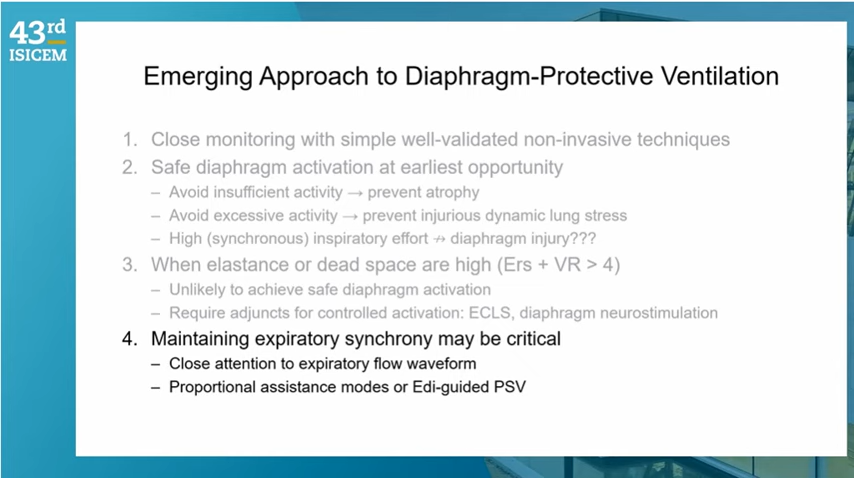 43rd
ISICEM
Emerging Approach to Diaphragm-Protective Ventilation
1. Close monitoring with simple well-validated non-invasive techniques
2. Safe diaphragm activation at earliest opportunity
– Avoid insufficient activity → prevent atrophy
– Avoid excessive activity → prevent injurious dynamic lung stress
– High (synchronous) inspiratory effort ↛ diaphragm injury???
3. When elastance or dead space are high (Ers + VR > 4)
– Unlikely to achieve safe diaphragm activation
– Require adjuncts for controlled activation: ECLS, diaphragm neurostimulation
4. Maintaining expiratory synchrony may be critical
– Close attention to expiratory flow waveform
– Proportional assistance modes or Edi-guided PSV